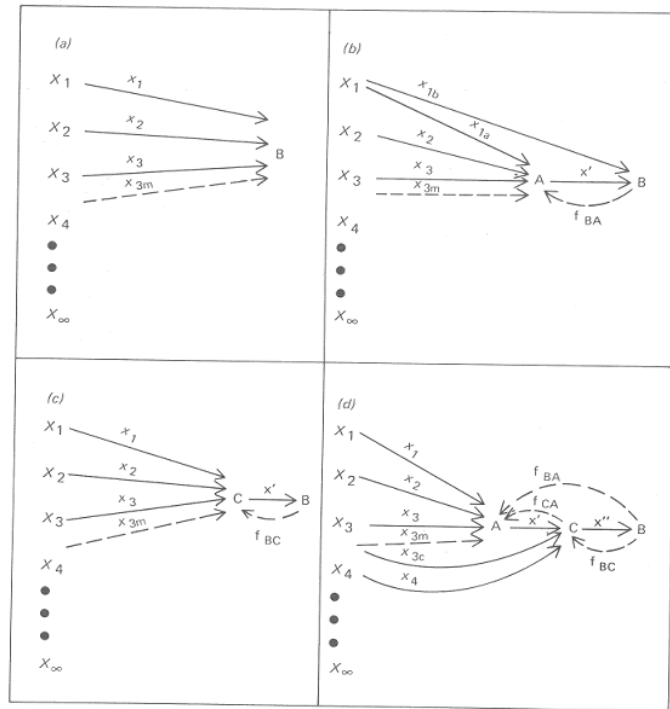 (a)
X1
x1
X2
x2
B
X3
x3
x3m
X4
X∞
(b)
X1
x1b
x1a
X2
x2
X3
x3
x3m
A
x'
B
fBA
X4
X∞
(c)
X1
x1
X2
x2
X3
x3
x3m
C
x'
B
fBC
X4
X∞
(d)
X1
x1
X2
x2
fBA
fCA
X3
x3
x3m
A
x'
C
x"
B
x3c
fBC
X4
x4
X∞